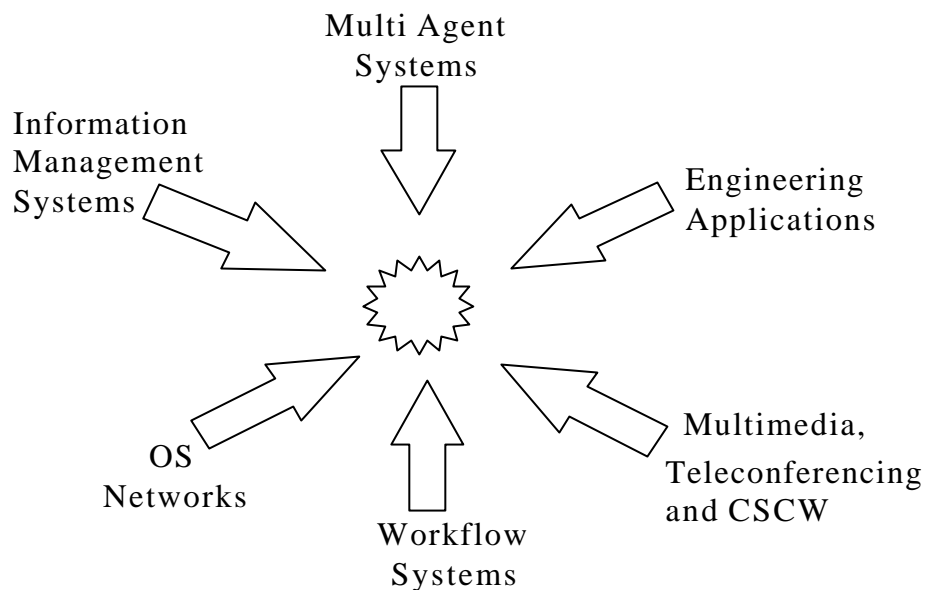 Multi Agent
Systems
Information
Management
Systems
Engineering
Applications
OS
Networks
Multimedia,
Teleconferencing
and CSCW
Workflow
Systems